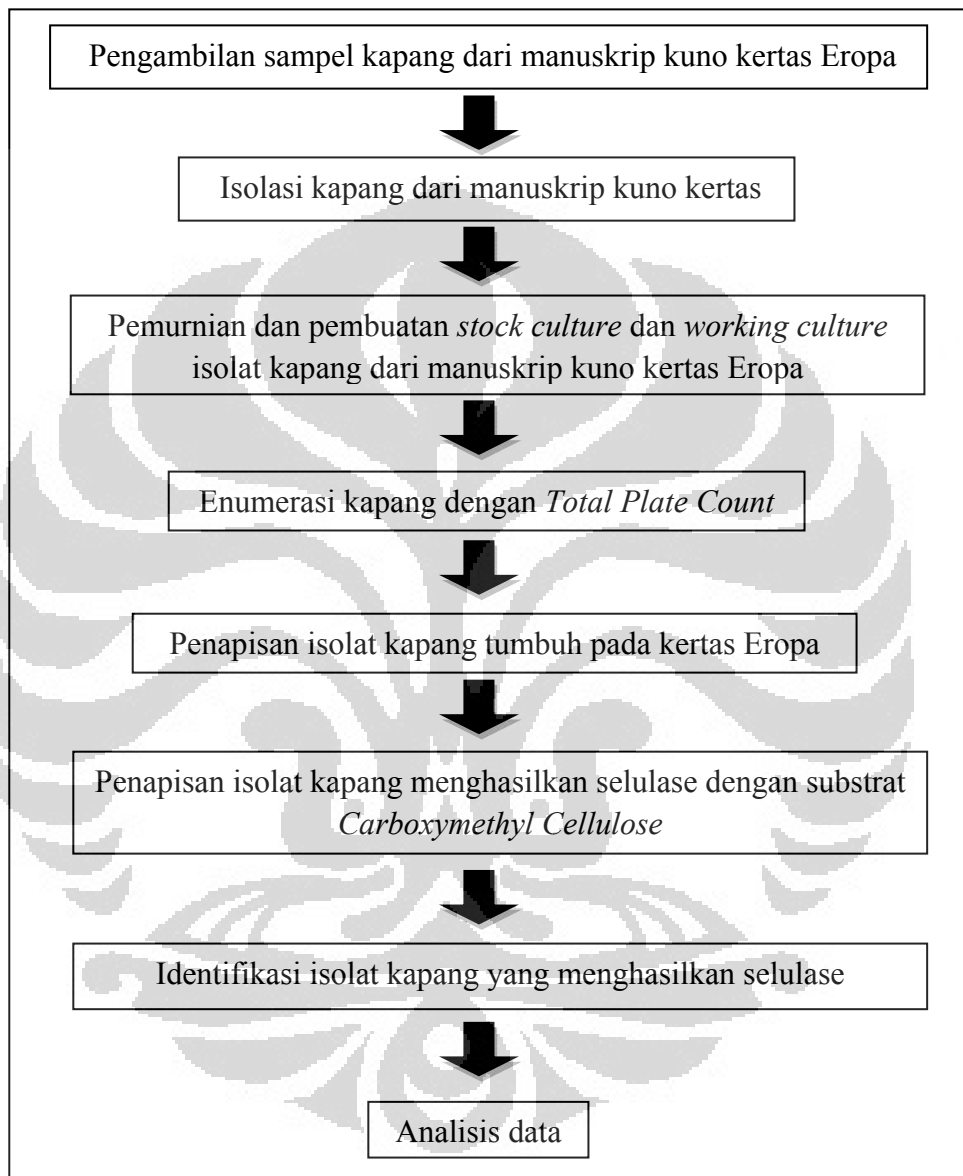 Pengambilan sampel kapang dari manuskrip kuno kertas Eropa
Isolasi kapang dari manuskrip kuno kertas
Pemurnian dan pembuatan stock culture dan working culture
isolat kapang dari manuskrip kuno kertas Eropa
Enumerasi kapang dengan Total Plate Count
Penapisan isolat kapang tumbuh pada kertas Eropa
Penapisan isolat kapang menghasilkan selulase dengan substrat
Carboxymethyl Cellulose
Identifikasi isolat kapang yang menghasilkan selulase
Analisis data